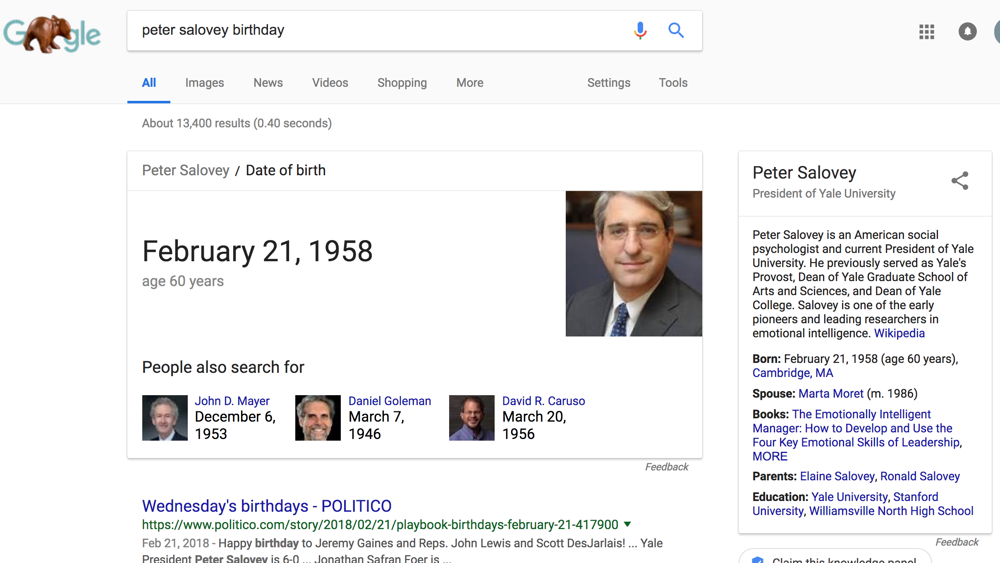 G gle
peter salovey birthday
All Images News Videos Shopping More Settings Tools
About 13,400 results (0.40 seconds)
Peter Salovey / Date of birth
February 21, 1958
age 60 years
People also search for
John D. Mayer
December 6,
1953
Daniel Goleman
March 7,
1946
David R. Caruso
March 20,
1956
Feedback
Wednesday's birthdays - POLITICO
https://www.politico.com/story/2018/02/21/playbook-birthdays-february-21-417900
Feb 21, 2018 - Happy birthday to Jeremy Gaines and Reps. John Lewis and Scott DesJarlais! ... Yale
President Peter Salovey is 6-0 ... Jonathan Safran Foer is ...
Peter Salovey
President of Yale University
Peter Salovey is an American social
psychologist and current President of Yale
University. He previously served as Yale's
Provost, Dean of Yale Graduate School of
Arts and Sciences, and Dean of Yale
College. Salovey is one of the early
pioneers and leading researchers in
emotional intelligence. Wikipedia
Born: February 21, 1958 (age 60 years),
Cambridge, MA
Spouse: Marta Moret (m. 1986)
Books: The Emotionally Intelligent
Manager: How to Develop and Use the
Four Key Emotional Skills of Leadership,
MORE
Parents: Elaine Salovey, Ronald Salovey
Education: Yale University, Stanford
University, Williamsville North High School
Feedback
Claim this knowledge panel